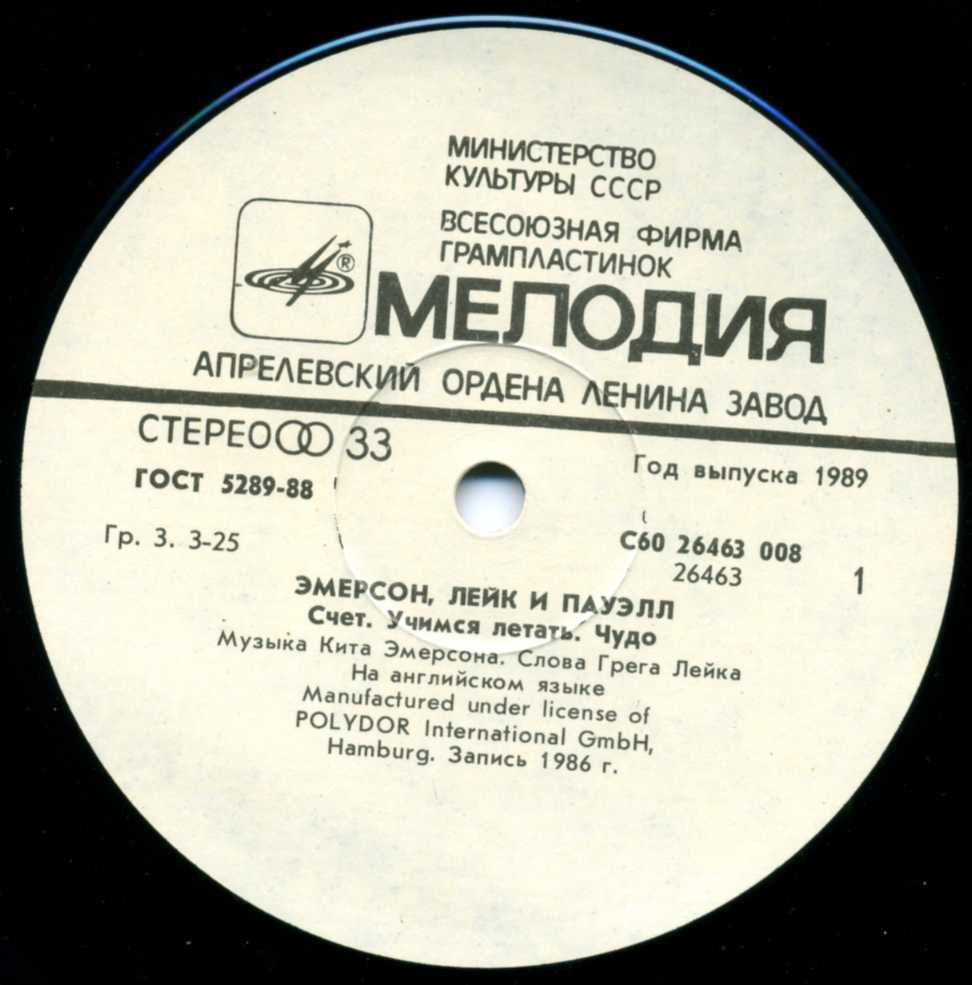 МИНИСТЕРСТВО
КУЛЬТУРЫ СССР
ВСЕСОЮЗНАЯ ФИРМА
ГРАМПЛАСТИНОК
®
МЕЛОДИЯ
АПРЕЛЕВСКИЙ ОРДЕНА ЛЕНИНА ЗАВОД
СТЕРЕО 33
ГОСТ 5289-88
Год выпуска 1989
Гр. 3. 3-25
С60 26463 008
26463
1
ЭМЕРСОН, ЛЕЙК И ПАУЭЛЛ
Счет. Учимся летать. Чудо
Музыка Кита Эмерсона. Слова Грега Лейка
На английском языке
Manufactured under license of
POLYDOR International GmbH,
Hamburg. Запись 1986 г.